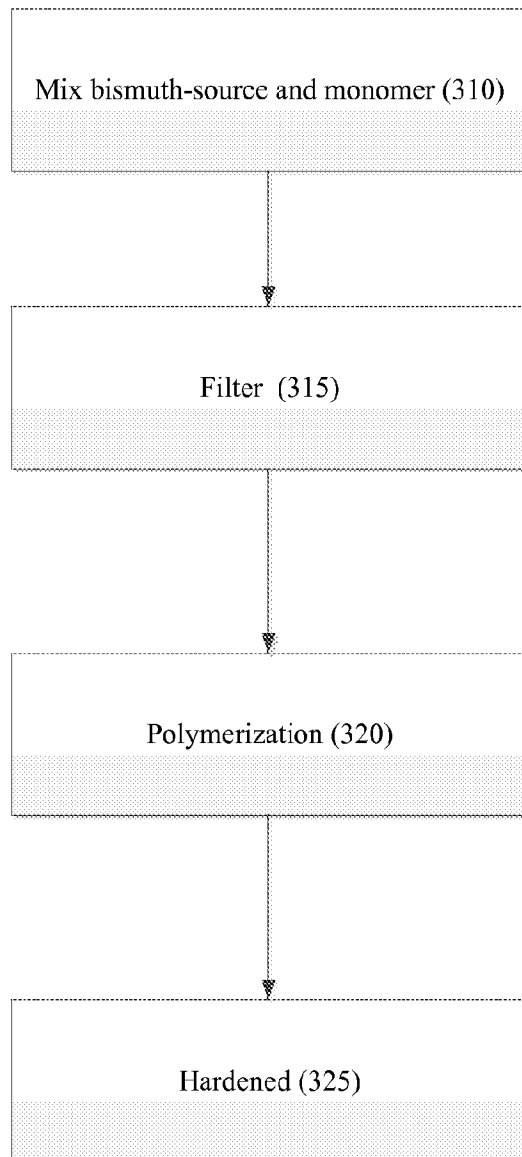 Mix bismuth-source and monomer (310)
Filter (315)
Polymerization (320)
Hardened (325)